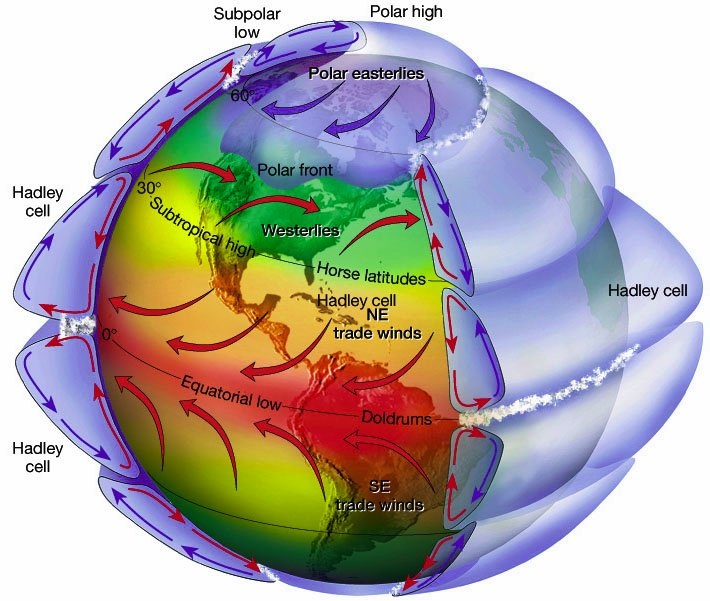 Subpolar
low
Polar high
Polar easterlies
60°
Polar front
30°
Hadley
cell
Subtropical high
Westerlies
Horse latitudes
Hadley cell
Hadley cell
NE
trade winds
0°
Equatorial low
Doldrums
Hadley
cell
SE
trade winds